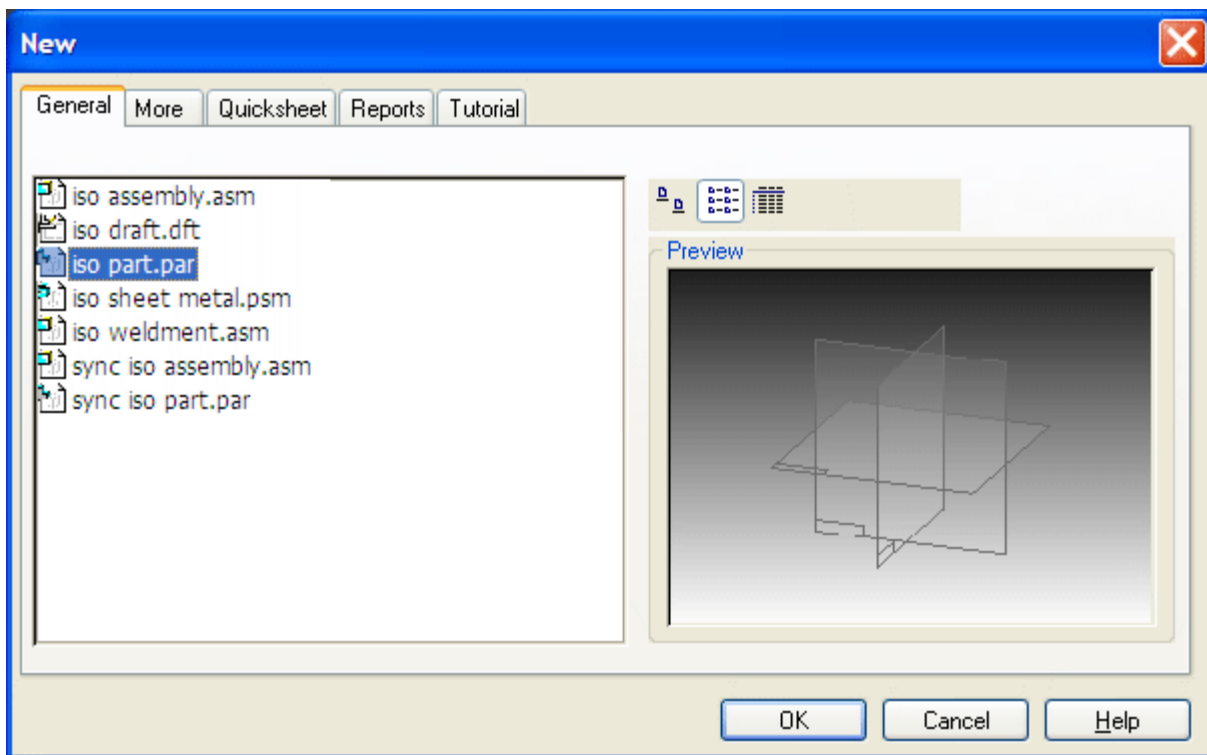 New
General More Quicksheet Reports Tutorial
iso assembly.asm
iso draft.dft
iso part.par
iso sheet metal.psm
iso weldment.asm
sync iso assembly.asm
sync iso part.par
Preview
OK Cancel Help